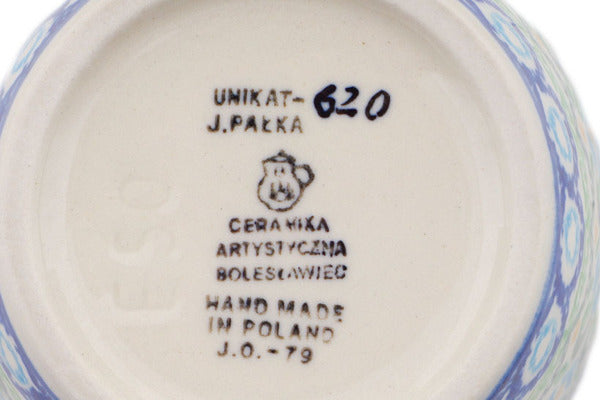 UNIKAT- 620
J. PAŁKA
CERAMIKA
ARTYSTYCZNA
BOLESŁAWIEC
HAND MADE
IN POLAND
J.O.-79